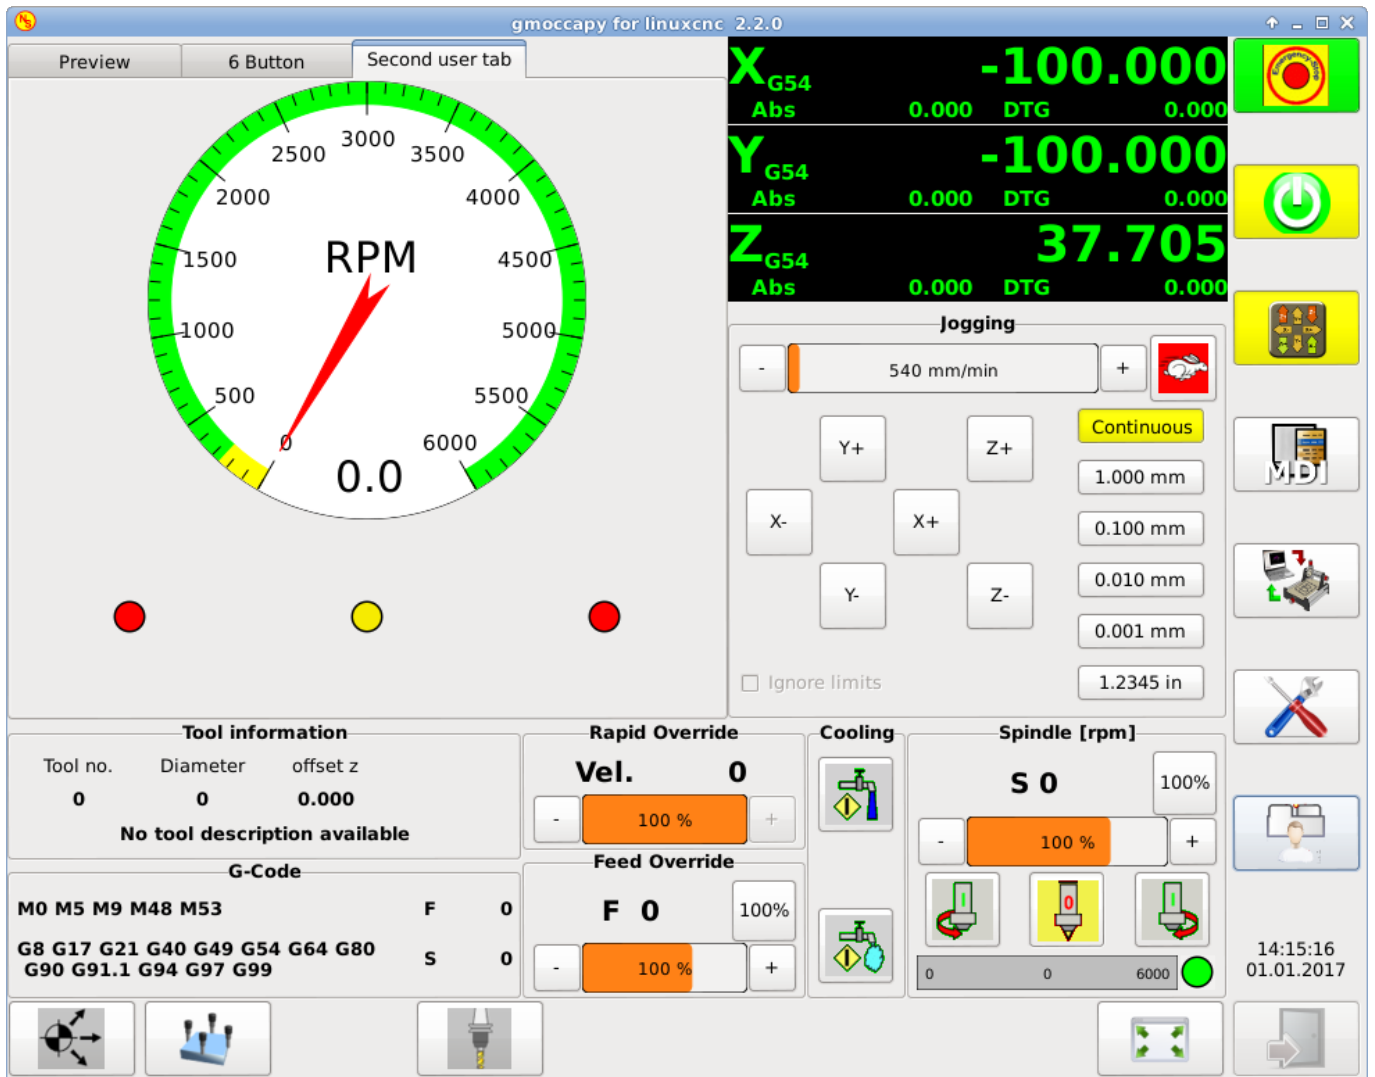 gmoccapy for linuxcnc 2.2.0
Preview
6 Button
Second user tab
3000
2500
3500
2000
4000
1500
4500
1000
5000
500
5500
0
6000
RPM
0.0
X G54 -100.000
Abs 0.000 DTG 0.000
Y G54 -100.000
Abs 0.000 DTG 0.000
Z G54 37.705
Abs 0.000 DTG 0.000
Emergency-Stop
Jogging
- 540 mm/min +
Y+ Z+
X- X+
Y- Z-
Continuous
1.000 mm
0.100 mm
0.010 mm
0.001 mm
1.2345 in
Ignore limits
MDI
Tool information
Tool no. Diameter offset z
0 0 0.000
No tool description available
G-Code
M0 M5 M9 M48 M53 F 0
G8 G17 G21 G40 G49 G54 G64 G80
G90 G91.1 G94 G97 G99
S 0
Rapid Override
Vel. 0
- 100 % +
Feed Override
F 0 100%
- 100 % +
Cooling
Spindle [rpm]
S 0 100%
- 100 % +
I 0 I
0 0 6000
14:15:16
01.01.2017